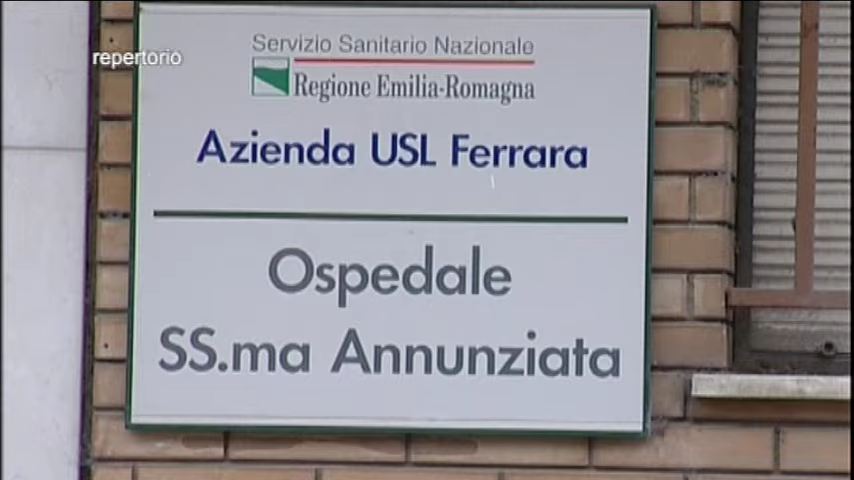 repertorio
Servizio Sanitario Nazionale
Regione Emilia-Romagna
Azienda USL Ferrara
Ospedale
SS.ma Annunziata